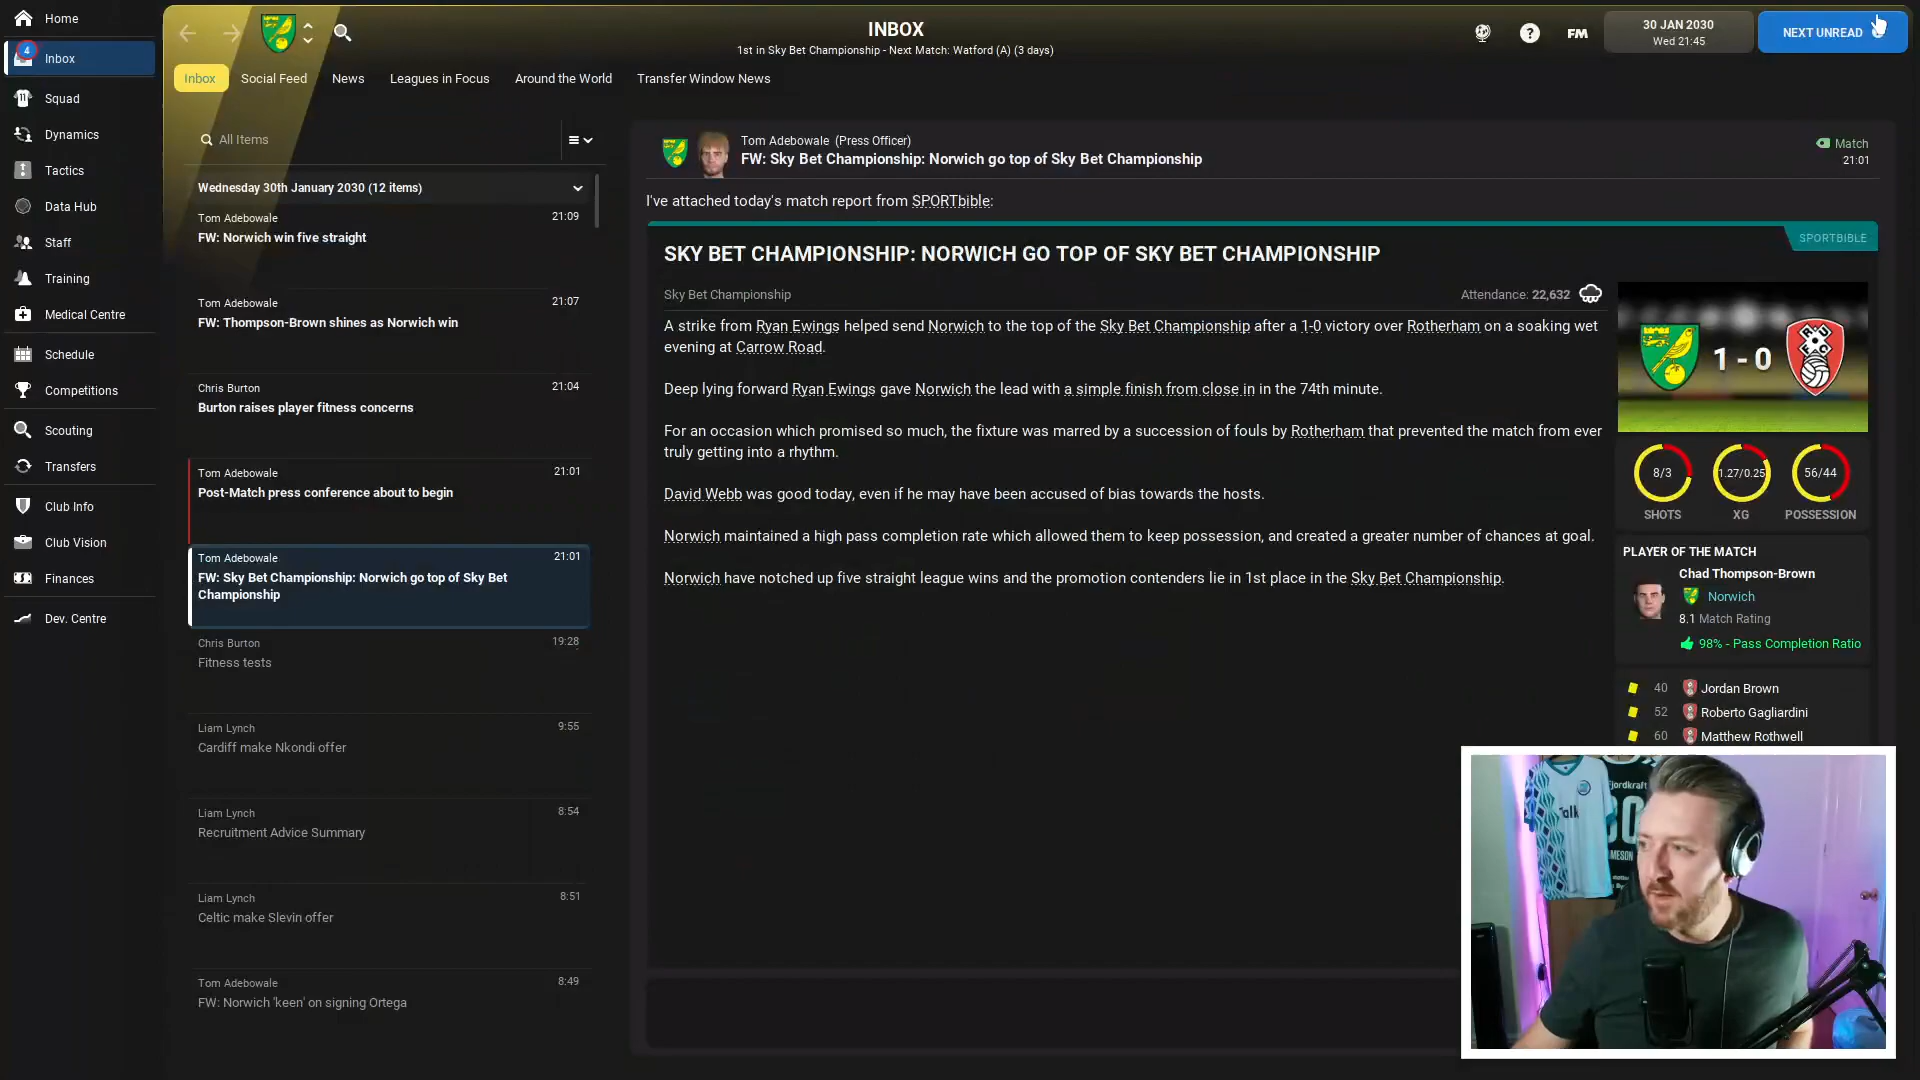 Home
4
Inbox
Squad
Dynamics
Tactics
Data Hub
Staff
Training
Medical Centre
Schedule
Competitions
Scouting
Transfers
Club Info
Club Vision
Finances
Dev. Centre
INBOX
1st in Sky Bet Championship - Next Match: Watford (A) (3 days)
? FM
30 JAN 2030
Wed 21:45
NEXT UNREAD
Inbox Social Feed News Leagues in Focus Around the World Transfer Window News
All Items
Wednesday 30th January 2030 (12 items)
Tom Adebowale 21:09
FW: Norwich win five straight
Tom Adebowale 21:07
FW: Thompson-Brown shines as Norwich win
Chris Burton 21:04
Burton raises player fitness concerns
Tom Adebowale 21:01
Post-Match press conference about to begin
Tom Adebowale 21:01
FW: Sky Bet Championship: Norwich go top of Sky Bet
Championship
Chris Burton 19:28
Fitness tests
Liam Lynch 9:55
Cardiff make Nkondi offer
Liam Lynch 8:54
Recruitment Advice Summary
Liam Lynch 8:51
Celtic make Slevin offer
Tom Adebowale 8:49
FW: Norwich 'keen' on signing Ortega
Tom Adebowale (Press Officer)
FW: Sky Bet Championship: Norwich go top of Sky Bet Championship
Match
21:01
I've attached today's match report from SPORTbible:
SPORTBIBLE
SKY BET CHAMPIONSHIP: NORWICH GO TOP OF SKY BET CHAMPIONSHIP
Sky Bet Championship Attendance: 22,632
A strike from Ryan Ewings helped send Norwich to the top of the Sky Bet Championship after a 1-0 victory over Rotherham on a soaking wet
evening at Carrow Road.
Deep lying forward Ryan Ewings gave Norwich the lead with a simple finish from close in in the 74th minute.
For an occasion which promised so much, the fixture was marred by a succession of fouls by Rotherham that prevented the match from ever
truly getting into a rhythm.
David Webb was good today, even if he may have been accused of bias towards the hosts.
Norwich maintained a high pass completion rate which allowed them to keep possession, and created a greater number of chances at goal.
Norwich have notched up five straight league wins and the promotion contenders lie in 1st place in the Sky Bet Championship.
1 - 0
8/3 1.27/0.25 56/44
SHOTS XG POSSESSION
PLAYER OF THE MATCH
Chad Thompson-Brown
Norwich
8.1 Match Rating
98% - Pass Completion Ratio
40 Jordan Brown
52 Roberto Gagliardini
60 Matthew Rothwell
Fjordkraft
Talk